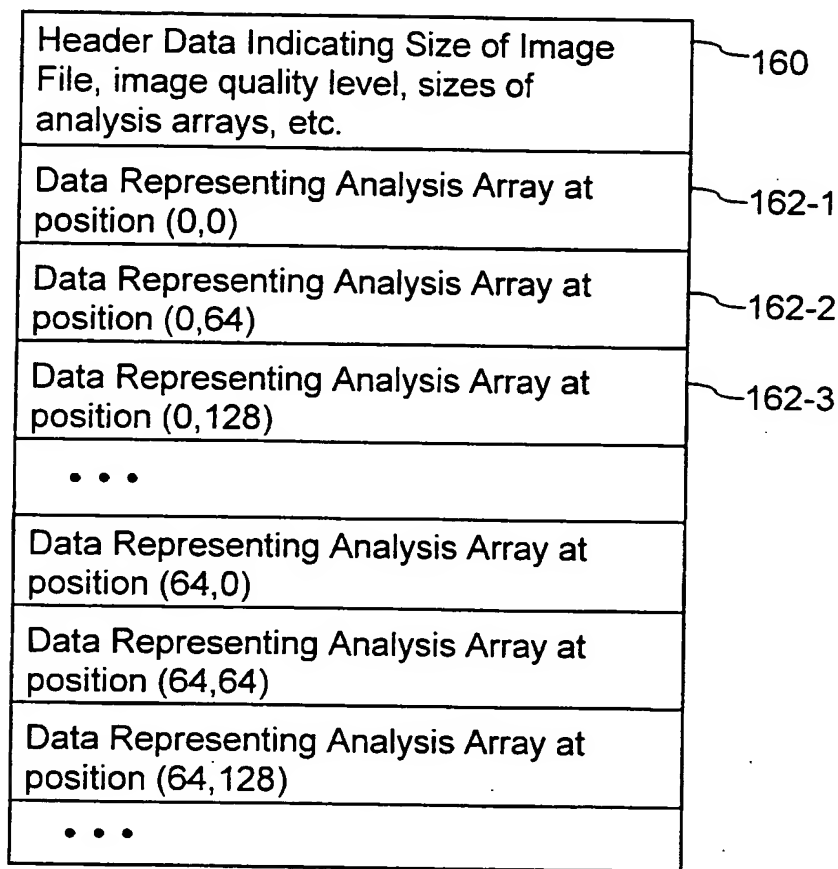 Header Data Indicating Size of Image
File, image quality level, sizes of
analysis arrays, etc.
160
Data Representing Analysis Array at
position (0,0)
162-1
Data Representing Analysis Array at
position (0,64)
162-2
Data Representing Analysis Array at
position (0,128)
162-3
• • •
Data Representing Analysis Array at
position (64,0)
Data Representing Analysis Array at
position (64,64)
Data Representing Analysis Array at
position (64,128)
• • •